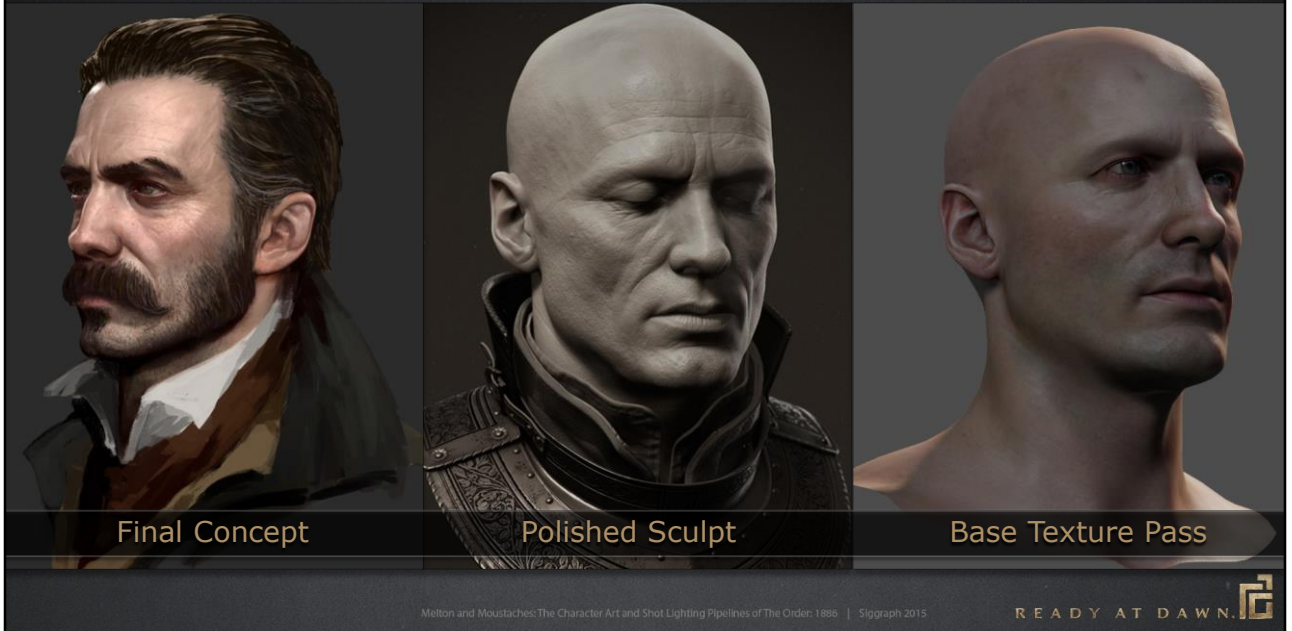 Final Concept
Polished Sculpt
Base Texture Pass
Melton and Moustaches: The Character Art and Shot Lighting Pipelines of The Order: 1886 | Siggraph 2015
READY AT DAWN.